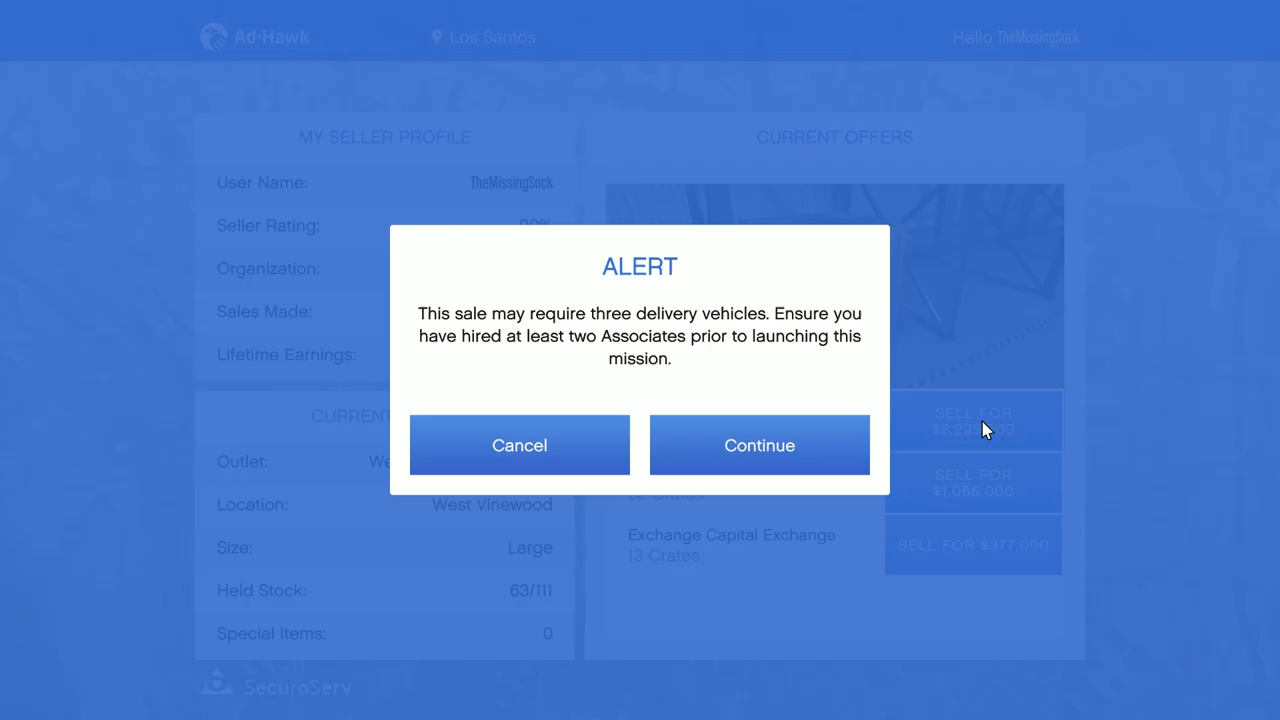 Ad·Hawk
Los Santos
Hello TheMissingSock
MY SELLER PROFILE
CURRENT OFFERS
User Name: TheMissingSock
Seller Rating: 90%
Organization:
Sales Made:
Lifetime Earnings:
ALERT
This sale may require three delivery vehicles. Ensure you
have hired at least two Associates prior to launching this
mission.
Cancel
Continue
SELL FOR
SELL FOR
$1,056,000
CURRENT
Outlet:
Location: West Vinewood
Size: Large
Held Stock: 63/111
Special Items: 0
Exchange Capital Exchange
13 Crates
SELL FOR $377,000
SecuroServ